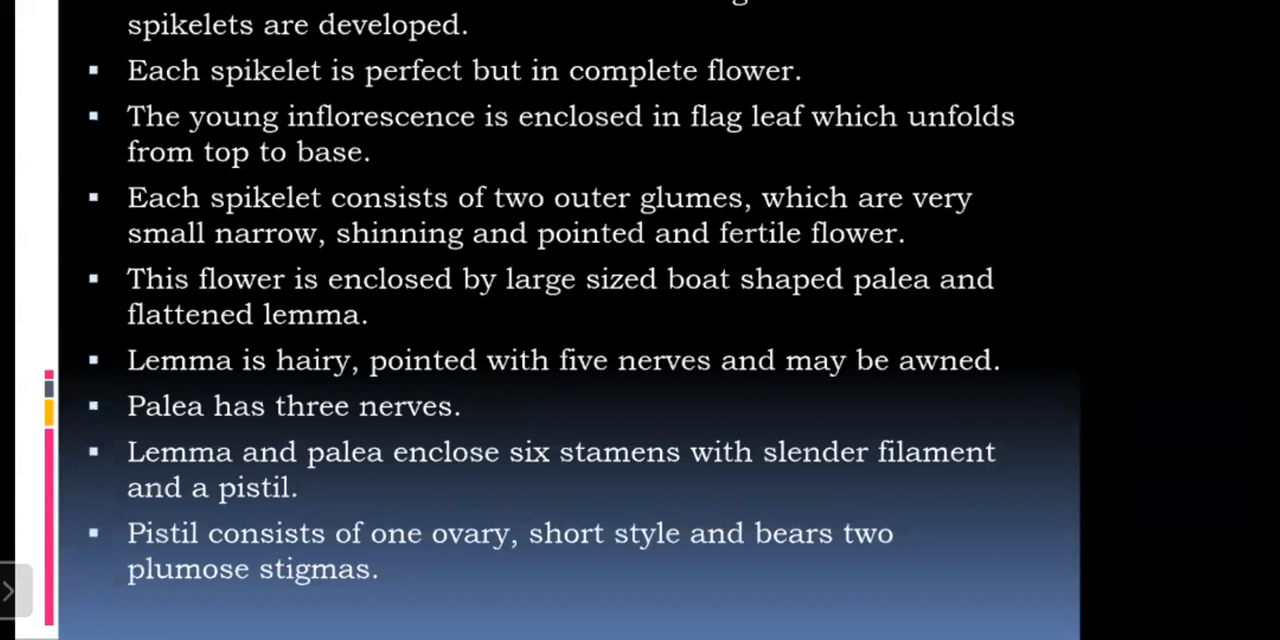 spikelets are developed.
▪ Each spikelet is perfect but in complete flower.
▪ The young inflorescence is enclosed in flag leaf which unfolds
from top to base.
▪ Each spikelet consists of two outer glumes, which are very
small narrow, shinning and pointed and fertile flower.
▪ This flower is enclosed by large sized boat shaped palea and
flattened lemma.
▪ Lemma is hairy, pointed with five nerves and may be awned.
▪ Palea has three nerves.
▪ Lemma and palea enclose six stamens with slender filament
and a pistil.
▪ Pistil consists of one ovary, short style and bears two
plumose stigmas.